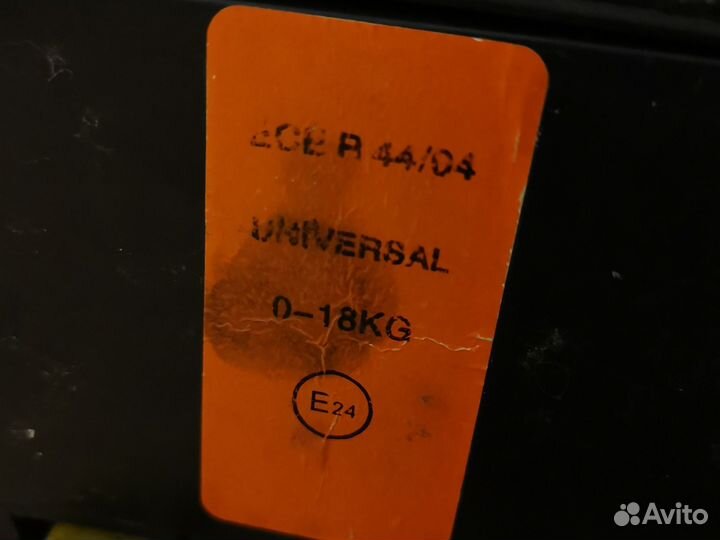 ECE R 44/04
UNIVERSAL
0-18KG
E24
Avito